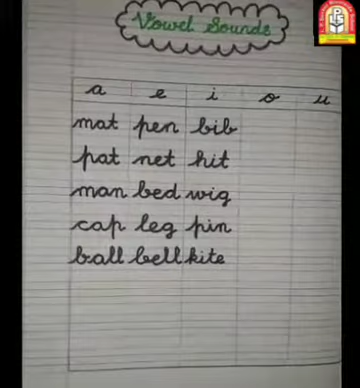 Vowel Sounds
a e i o u
mat pen bib
pat net hit
man bed wig
cap leg pin
ball bell kite